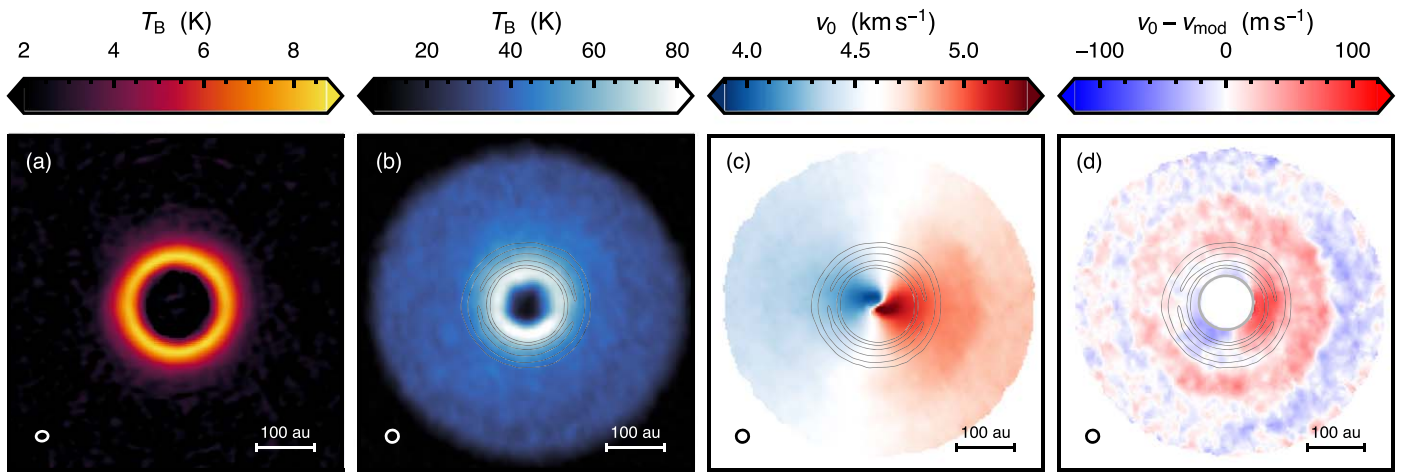 T_B (K) T_B (K) v_0 (km s⁻¹) v_0 – v_mod (m s⁻¹)
2 4 6 8 20 40 60 80 4.0 4.5 5.0 −100 0 100
(a) (b) (c) (d)
100 au 100 au 100 au 100 au